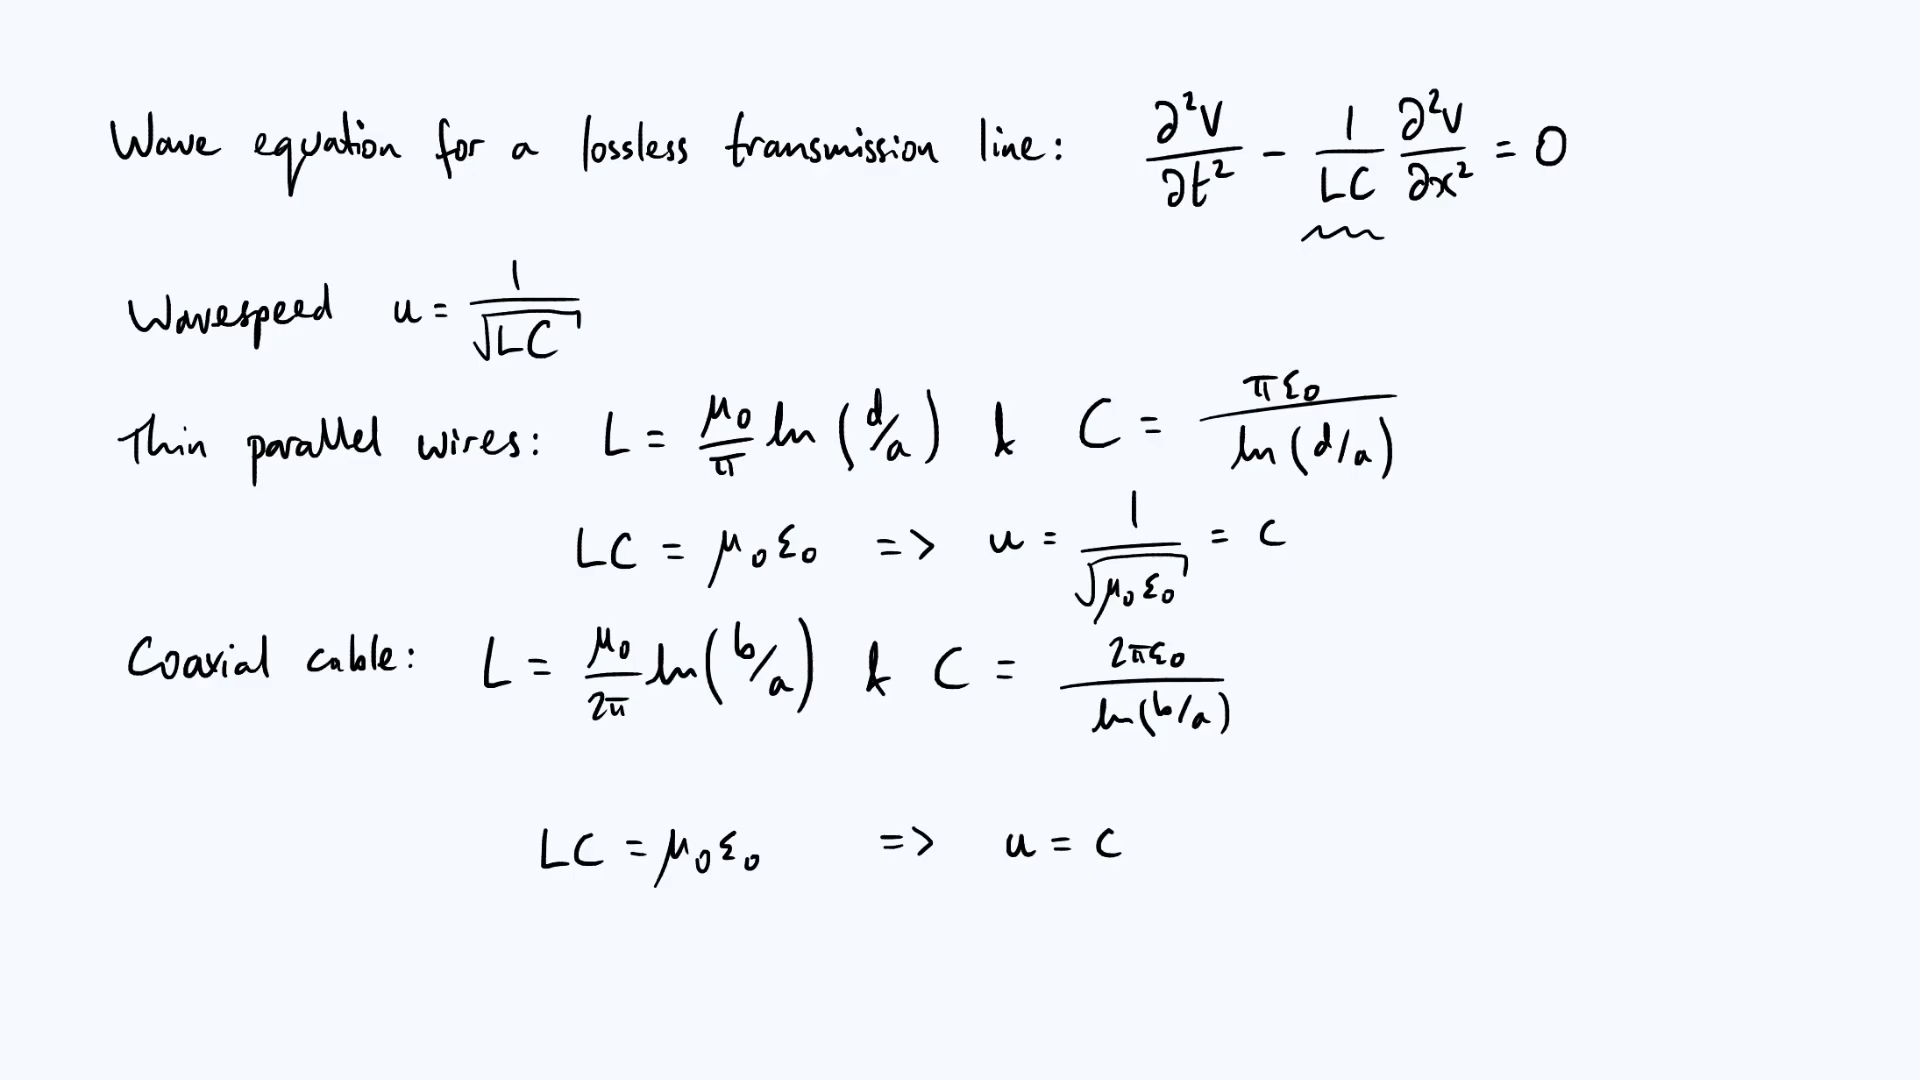 Wave equation for a lossless transmission line: ∂²V/∂t² - 1/LC ∂²V/∂x² = 0
Wavespeed u = 1/√LC
Thin parallel wires: L = μ₀/π ln (d/a) & C = πε₀/ln (d/a)
LC = μ₀ε₀ => u = 1/√μ₀ε₀ = c
Coaxial cable: L = μ₀/2π ln (b/a) & C = 2πε₀/ln(b/a)
LC = μ₀ε₀ => u = c